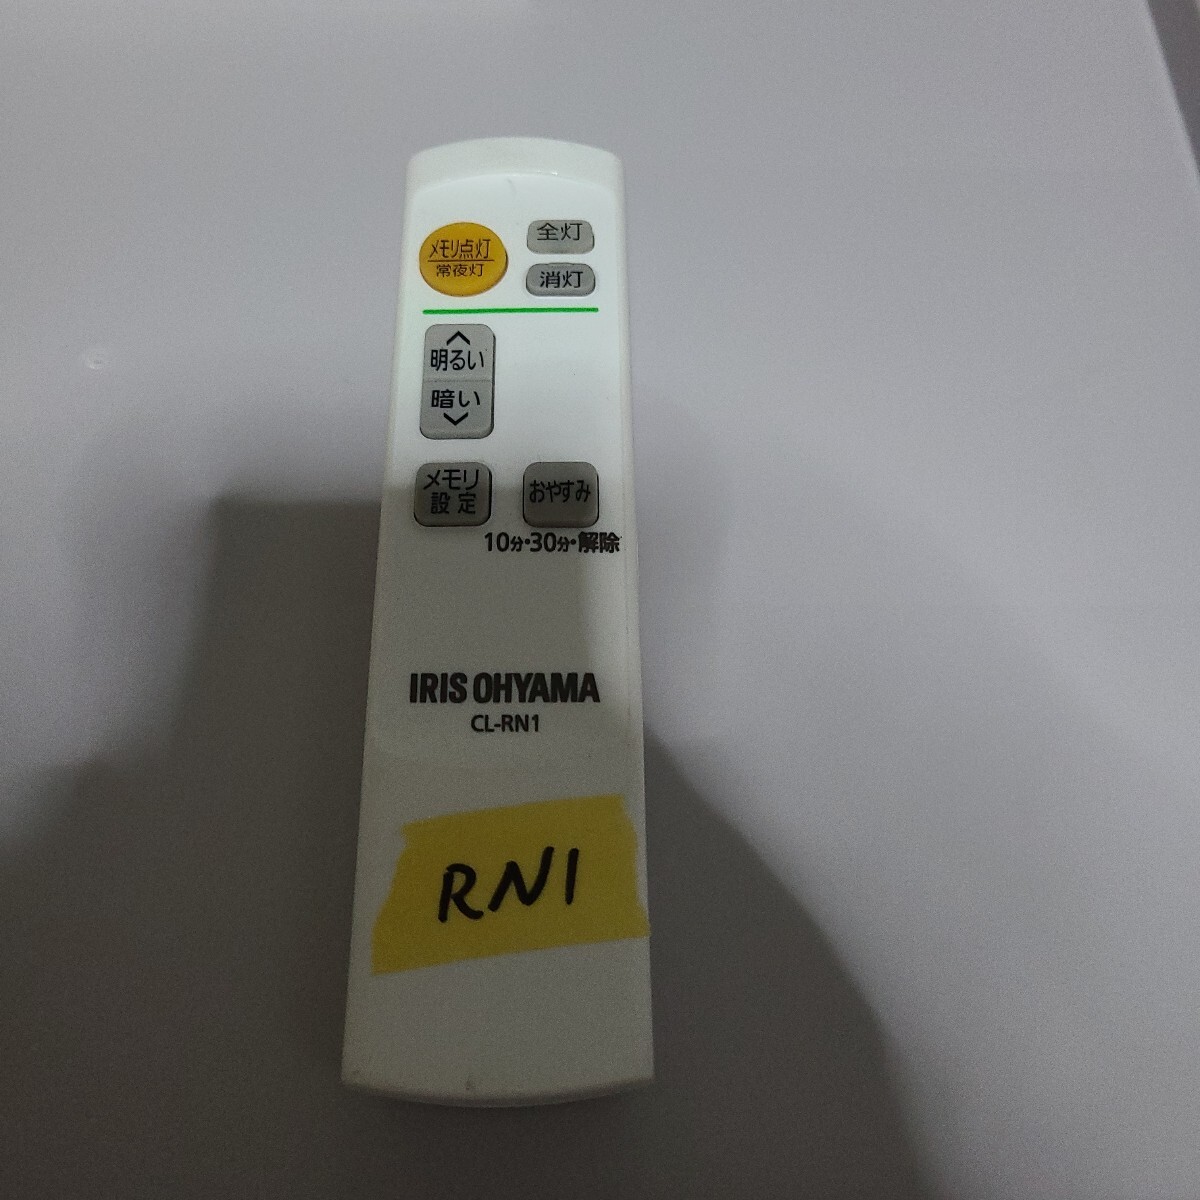 メモリ点灯
常夜灯
全灯
消灯
明るい
暗い
メモリ
設定
おやすみ
10分・30分・解除
IRIS OHYAMA
CL-RN1
RN1